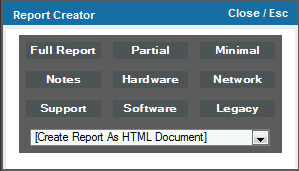 Report Creator Close / Esc
Full Report Partial Minimal
Notes Hardware Network
Support Software Legacy
[Create Report As HTML Document]